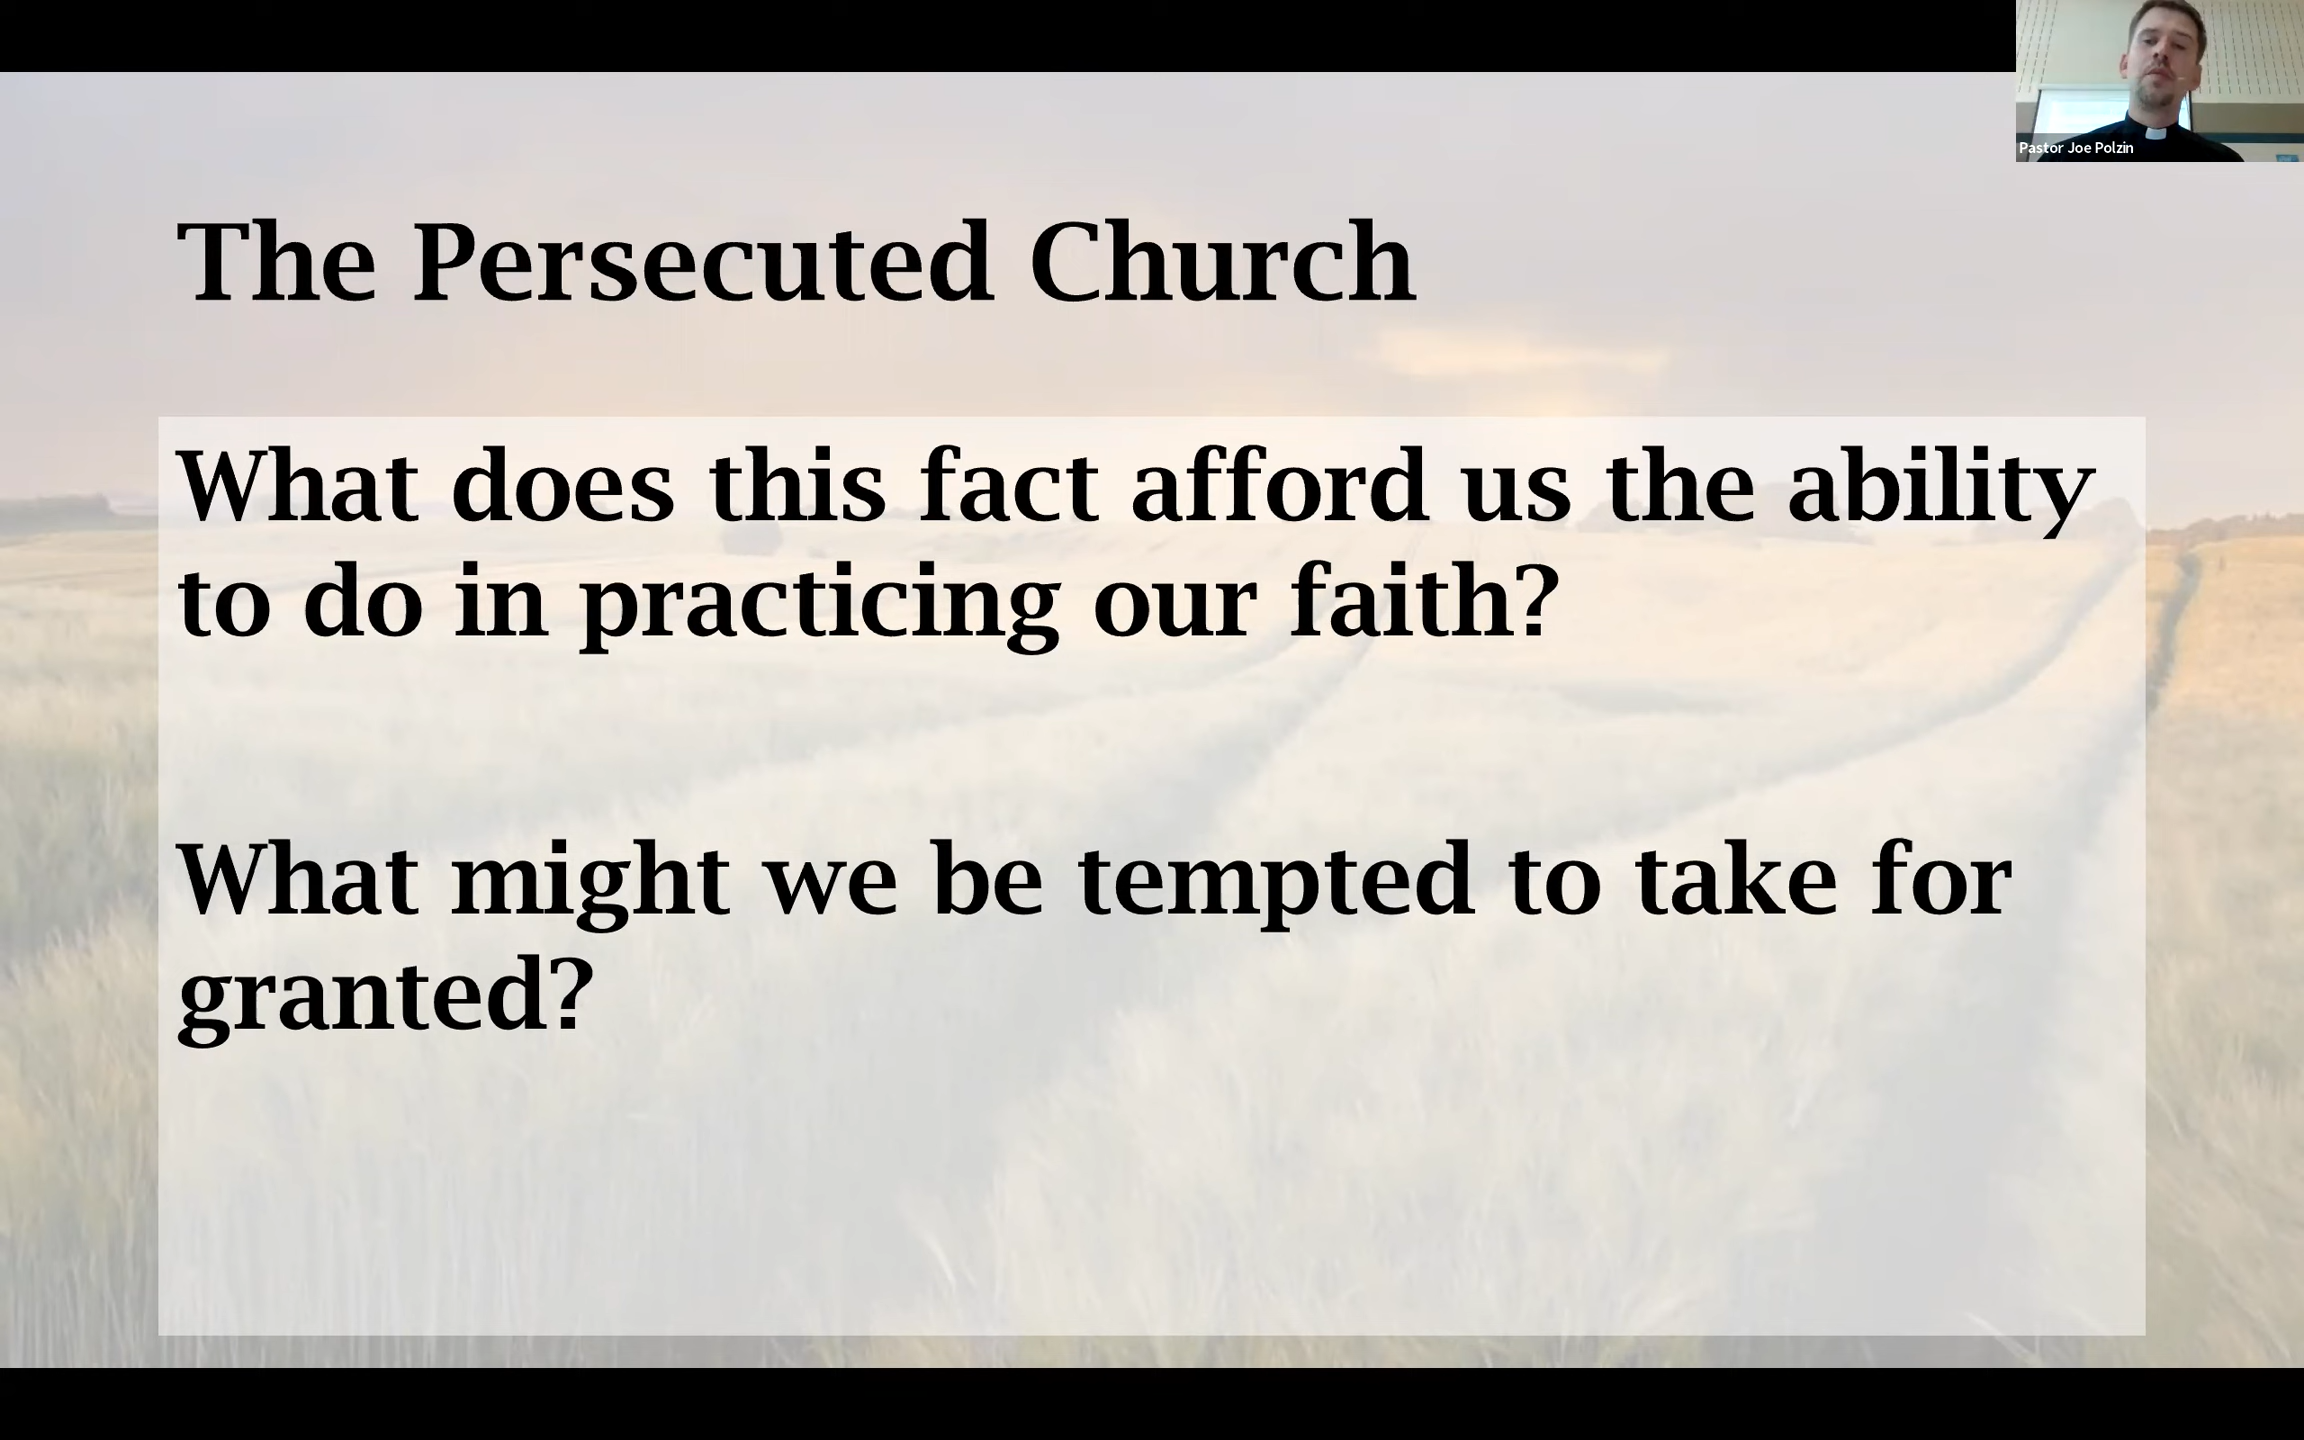 Pastor Joe Polzin
The Persecuted Church
What does this fact afford us the ability
to do in practicing our faith?
What might we be tempted to take for
granted?